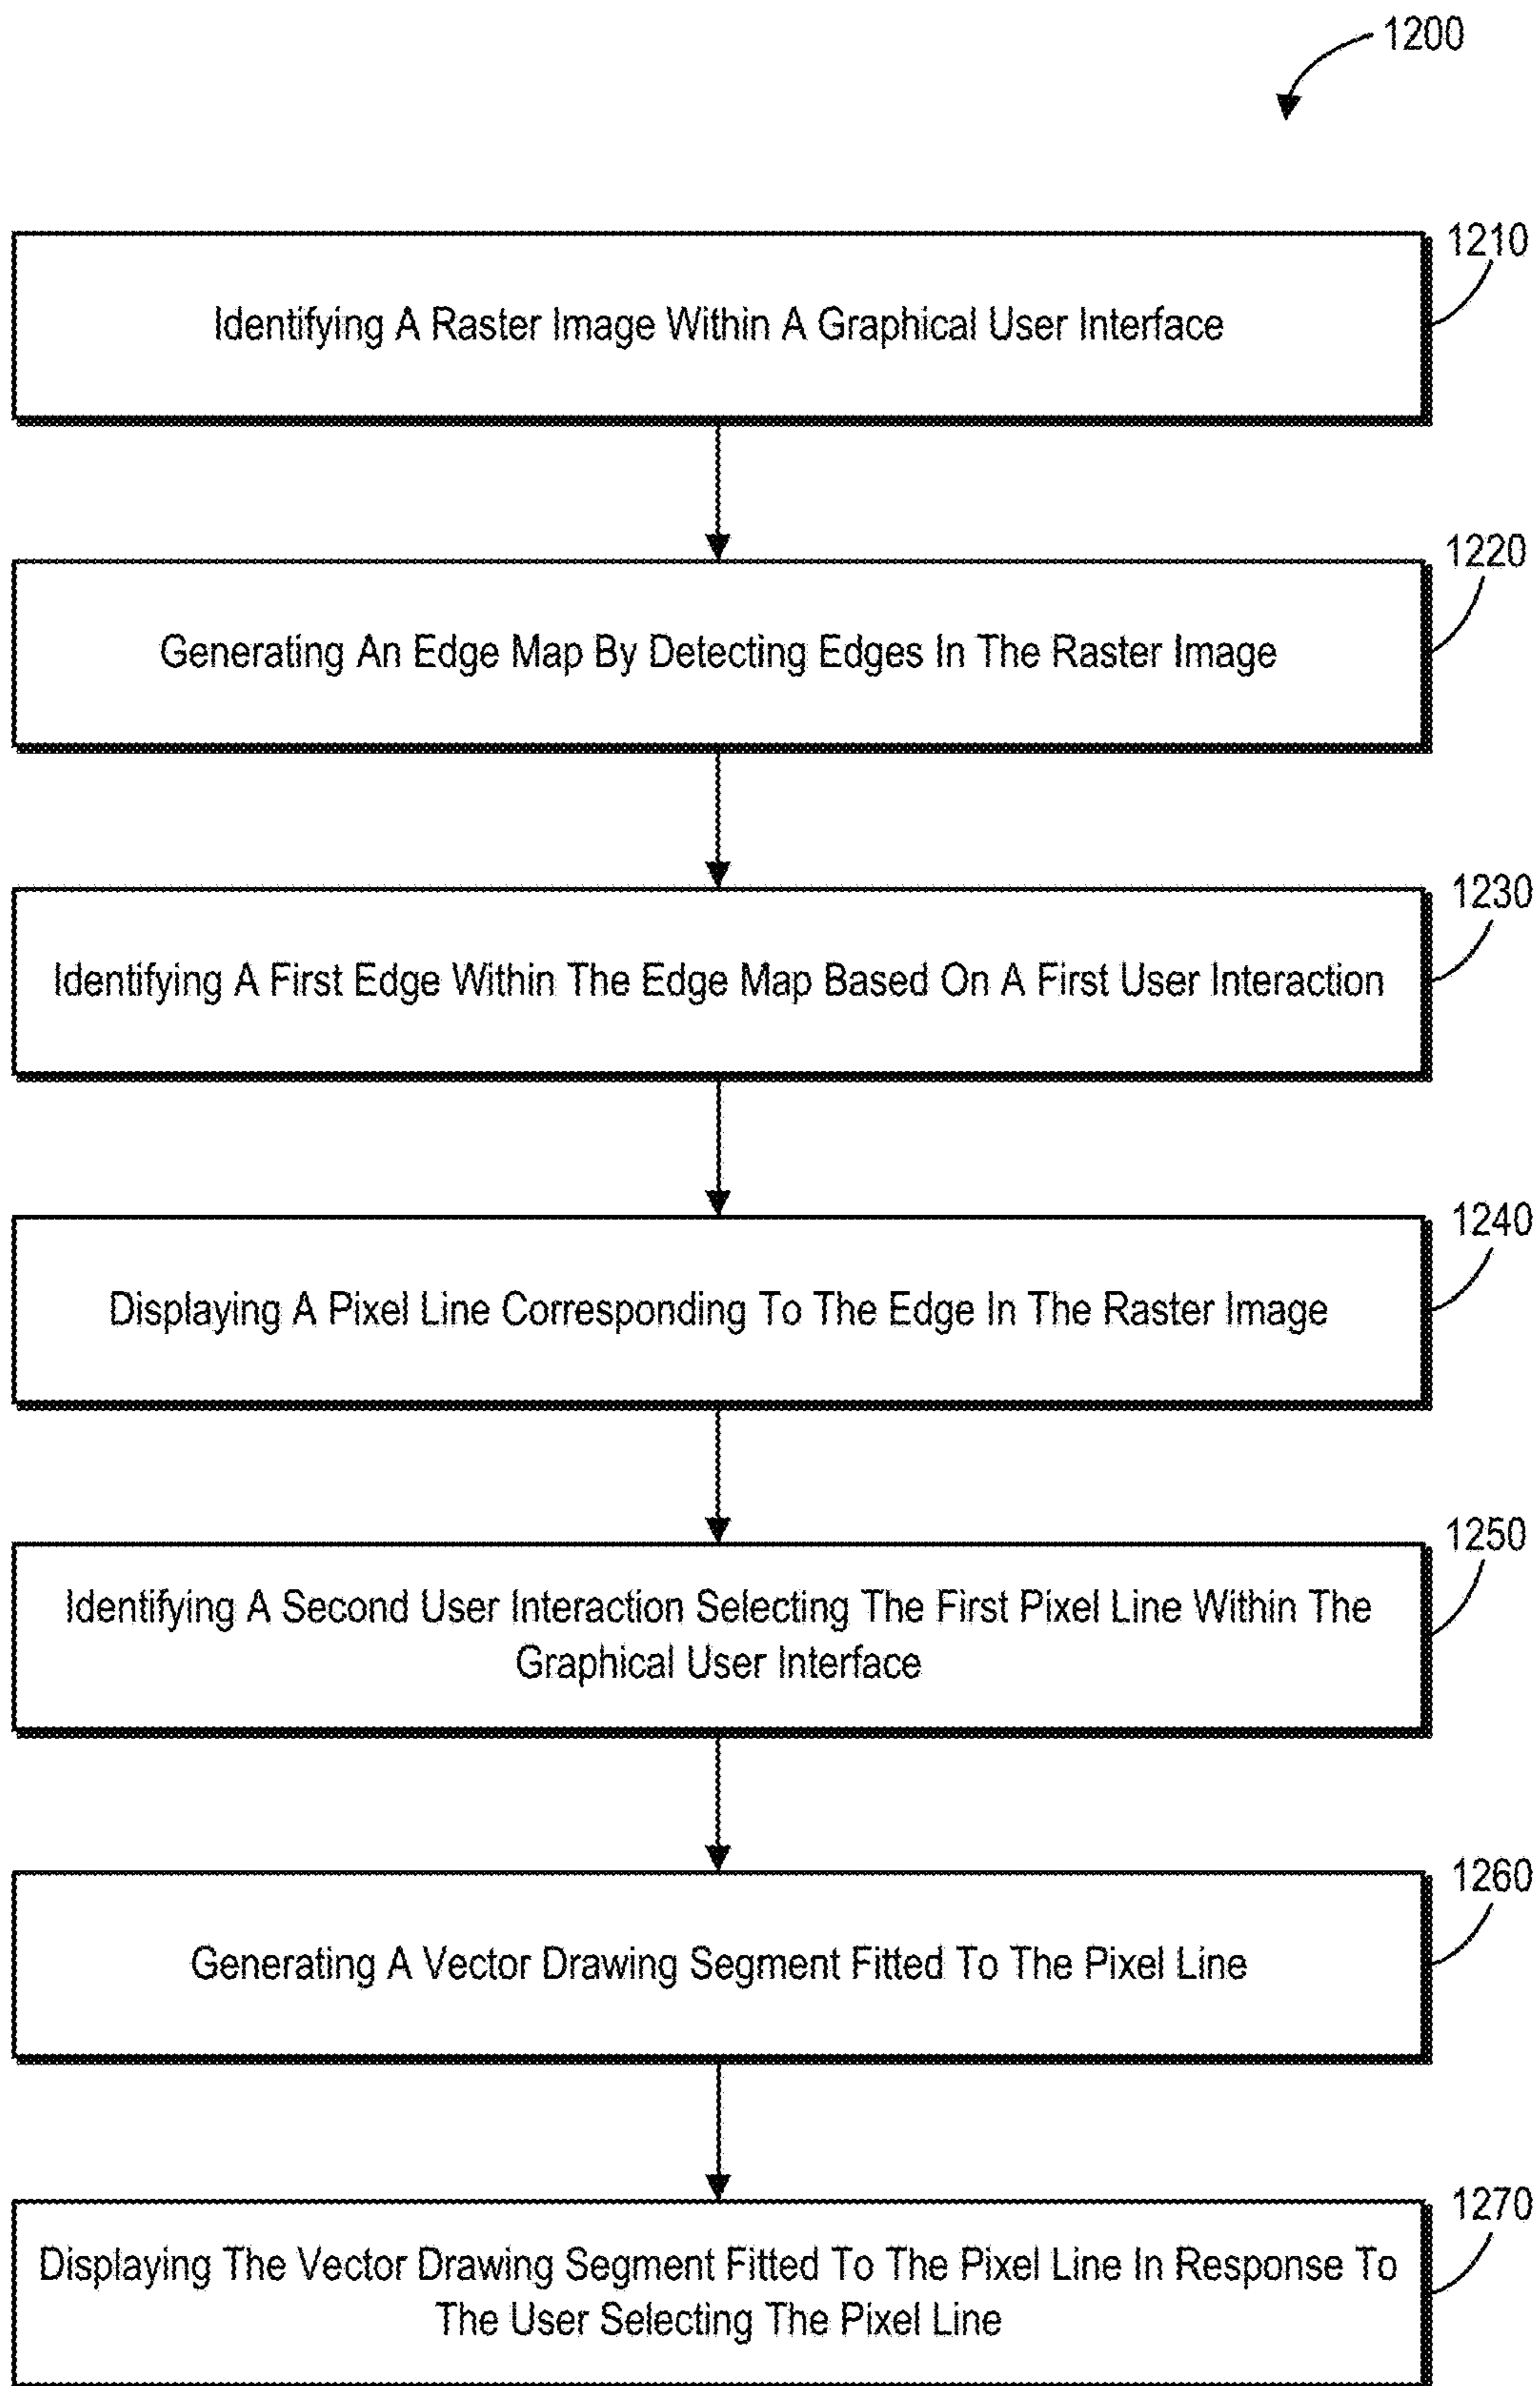 1200
1210
Identifying A Raster Image Within A Graphical User Interface
1220
Generating An Edge Map By Detecting Edges In The Raster Image
1230
Identifying A First Edge Within The Edge Map Based On A First User Interaction
1240
Displaying A Pixel Line Corresponding To The Edge In The Raster Image
1250
Identifying A Second User Interaction Selecting The First Pixel Line Within The
Graphical User Interface
1260
Generating A Vector Drawing Segment Fitted To The Pixel Line
1270
Displaying The Vector Drawing Segment Fitted To The Pixel Line In Response To
The User Selecting The Pixel Line